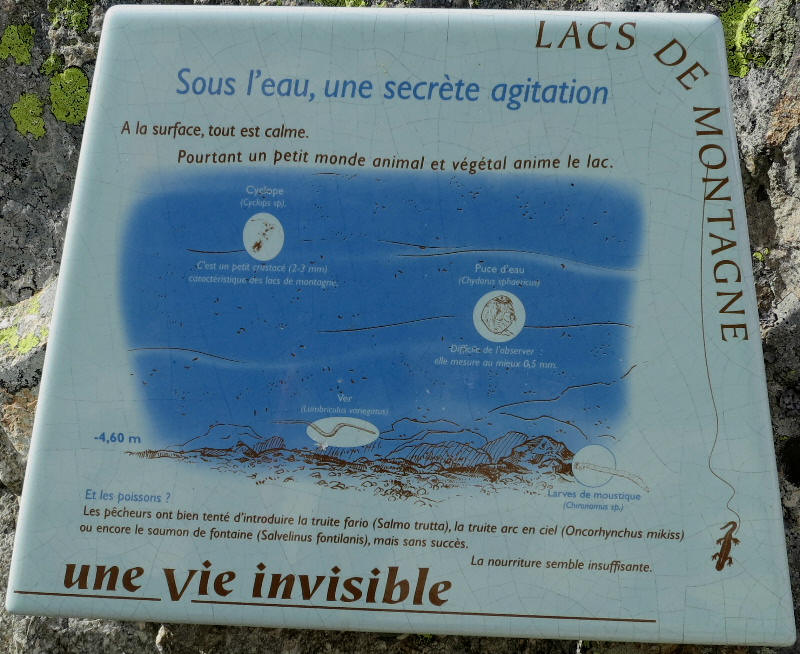 LACS DE MONTAGNE
Sous l'eau, une secrète agitation
A la surface, tout est calme.
Pourtant un petit monde animal et végétal anime le lac.
Cyclope
(Cyclops sp).
C'est un petit crustacé (2-3 mm)
caractéristique des lacs de montagne.
Puce d'eau
(Chydorus sphaericus)
Difficile de l'observer :
elle mesure au mieux 0,5 mm.
Ver
(Lumbriculus variegatus)
-4,60 m
Larves de moustique
(Chironomus sp.)
Et les poissons ?
Les pêcheurs ont bien tenté d'introduire la truite fario (Salmo trutta), la truite arc en ciel (Oncorhynchus mikiss)
ou encore le saumon de fontaine (Salvelinus fontilanis), mais sans succès.
La nourriture semble insuffisante.
une vie invisible